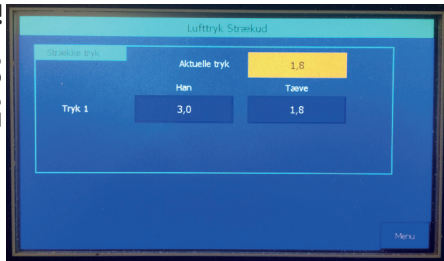 Lufttryk Strækud
Strække tryk
Aktuelle tryk 1,8
Han Tæve
Tryk 1 3,0 1,8
Menu